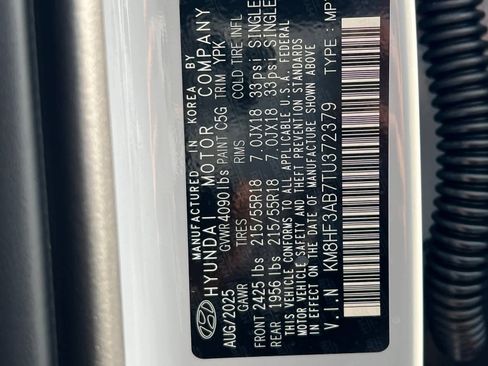 MANUFACTURED IN KOREA BY
HYUNDAI MOTOR COMPANY
AUG/2025 GVWR 4090 lbs PAINT C5G TRIM YPK
GAWR TIRES RIMS COLD TIRE INFL
FRONT 2425 lbs 215/55R18 7.0JX18 33psi SINGLE
REAR 1956 lbs 215/55R18 7.0JX18 33psi SINGLE
THIS VEHICLE CONFORMS TO ALL APPLICABLE U.S.A. FEDERAL
MOTOR VEHICLE SAFETY AND THEFT PREVENTION STANDARDS
IN EFFECT ON THE DATE OF MANUFACTURE SHOWN ABOVE
V.I.N KM8HF3AB7TU372379 TYPE :